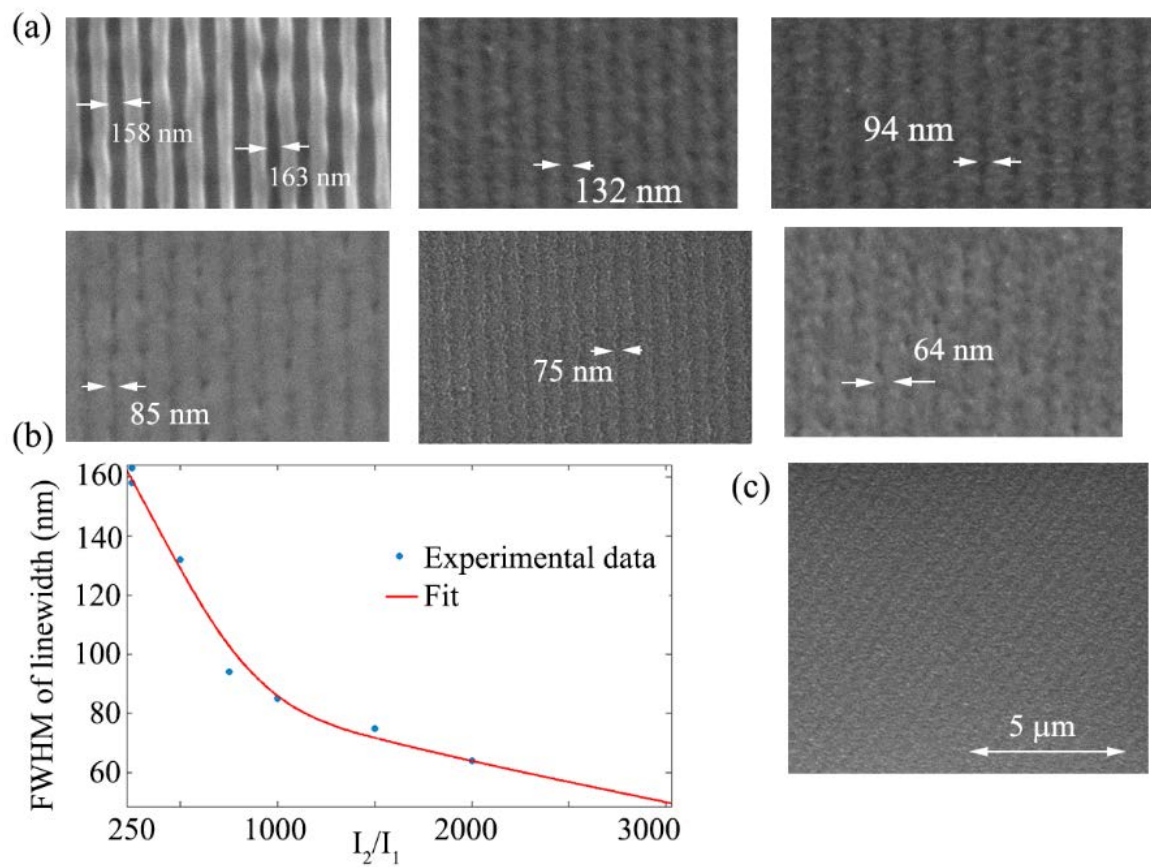 (a)
158 nm
163 nm
132 nm
94 nm
85 nm
75 nm
64 nm
(b)
FWHM of linewidth (nm)
160
140
120
100
80
60
250
1000
2000
3000
I₂/I₁
Experimental data
Fit
(c)
5 μm